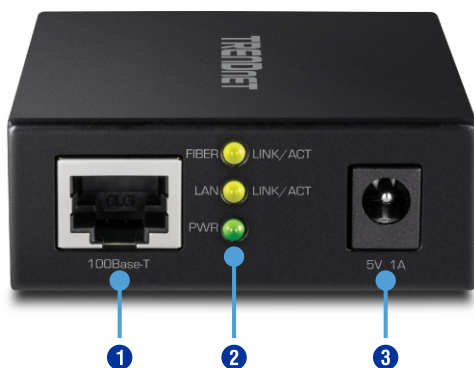 TRENDnet
FIBER LINK/ACT
LAN LINK/ACT
PWR
100Base-T
5V 1A
1 2 3